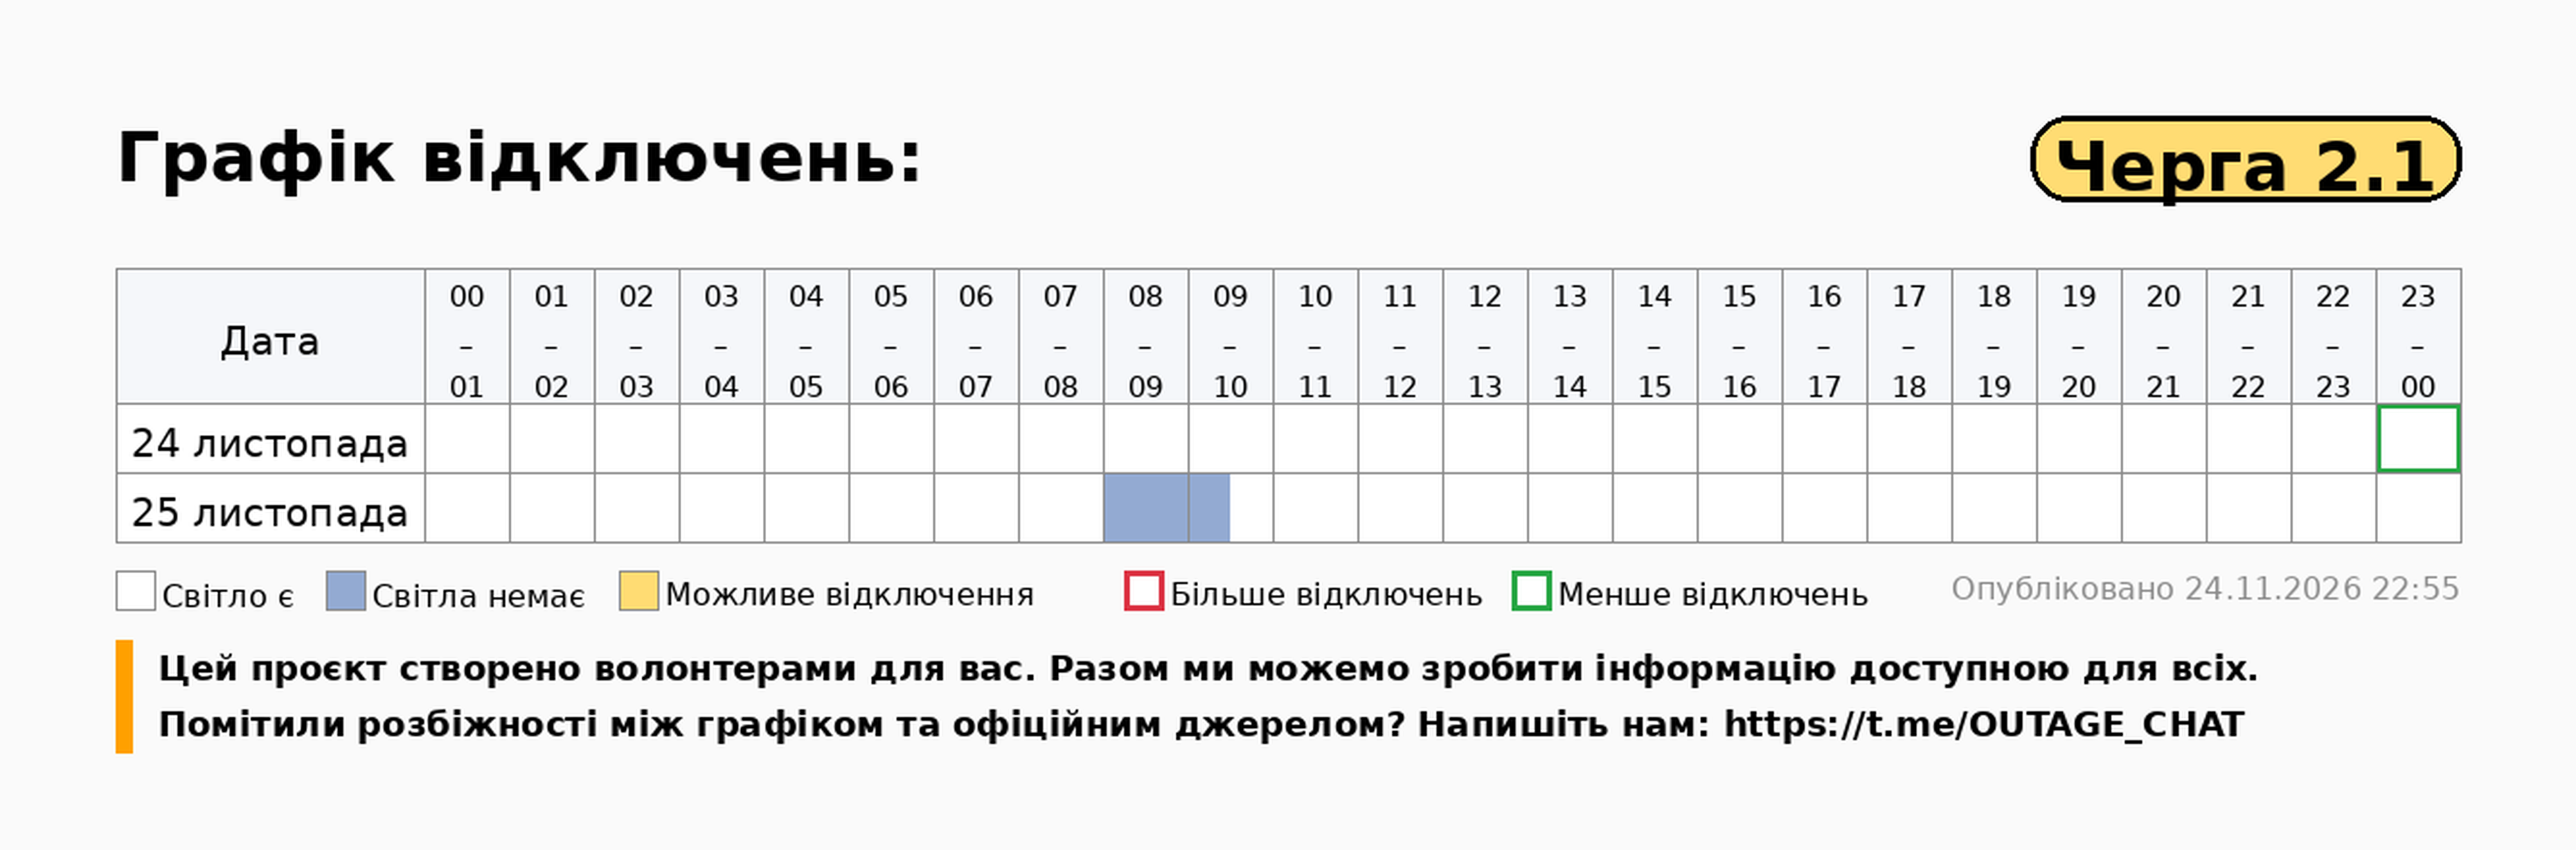 Графік відключень:
Черга 2.1
Дата 00 – 01 01 – 02 02 – 03 03 – 04 04 – 05 05 – 06 06 – 07 07 – 08 08 – 09 09 – 10 10 – 11 11 – 12 12 – 13 13 – 14 14 – 15 15 – 16 16 – 17 17 – 18 18 – 19 19 – 20 20 – 21 21 – 22 22 – 23 23 – 00
24 листопада
25 листопада
Світло є Світла немає Можливе відключення Більше відключень Менше відключень Опубліковано 24.11.2026 22:55
Цей проєкт створено волонтерами для вас. Разом ми можемо зробити інформацію доступною для всіх.
Помітили розбіжності між графіком та офіційним джерелом? Напишіть нам: https://t.me/OUTAGE_CHAT